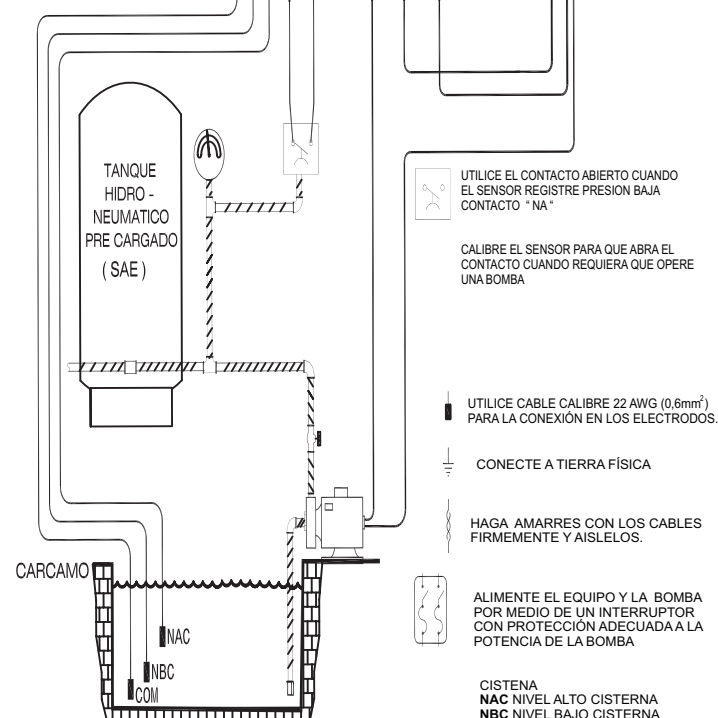 TANQUE
HIDRO -
NEUMATICO
PRE CARGADO
( SAE )
UTILICE EL CONTACTO ABIERTO CUANDO
EL SENSOR REGISTRE PRESION BAJA
CONTACTO “ NA “
CALIBRE EL SENSOR PARA QUE ABRA EL
CONTACTO CUANDO REQUIERA QUE OPERE
UNA BOMBA
UTILICE CABLE CALIBRE 22 AWG (0,6mm²)
PARA LA CONEXIÓN EN LOS ELECTRODOS.
CONECTE A TIERRA FÍSICA
HAGA AMARRES CON LOS CABLES
FIRMEMENTE Y AISLELOS.
CARCAMO
NAC
NBC
COM
ALIMENTE EL EQUIPO Y LA BOMBA
POR MEDIO DE UN INTERRUPTOR
CON PROTECCIÓN ADECUADA A LA
POTENCIA DE LA BOMBA
CISTENA
NAC NIVEL ALTO CISTERNA
NBC NIVEL BAJO CISTERNA